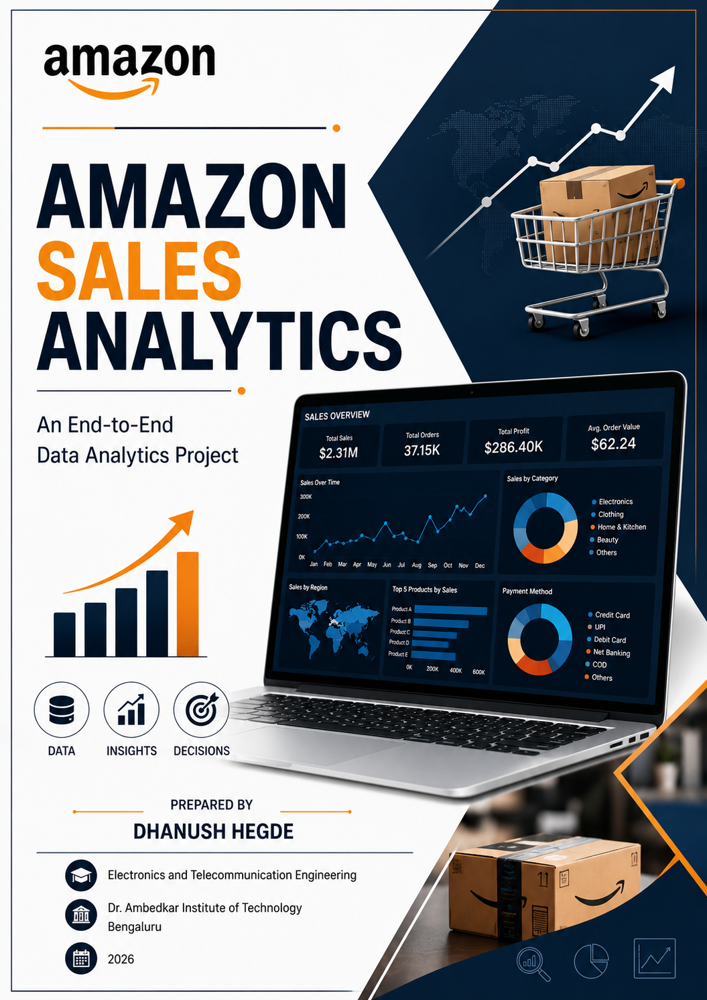 amazon
AMAZON
SALES
ANALYTICS
An End-to-End
Data Analytics Project
SALES OVERVIEW
Total Sales
$2.31M
Total Orders
37.15K
Total Profit
$286.40K
Avg. Order Value
$62.24
Sales Over Time
300K
200K
100K
0K
Jan Feb Mar Apr May Jun Jul Aug Sep Oct Nov Dec
Sales by Category
Electronics
Clothing
Home & Kitchen
Beauty
Others
Sales by Region
Top 5 Products by Sales
Product A
Product B
Product C
Product D
Product E
0K 200K 400K 600K
Payment Method
Credit Card
UPI
Debit Card
Net Banking
COD
Others
DATA
INSIGHTS
DECISIONS
PREPARED BY
DHANUSH HEGDE
Electronics and Telecommunication Engineering
Dr. Ambedkar Institute of Technology
Bengaluru
2026